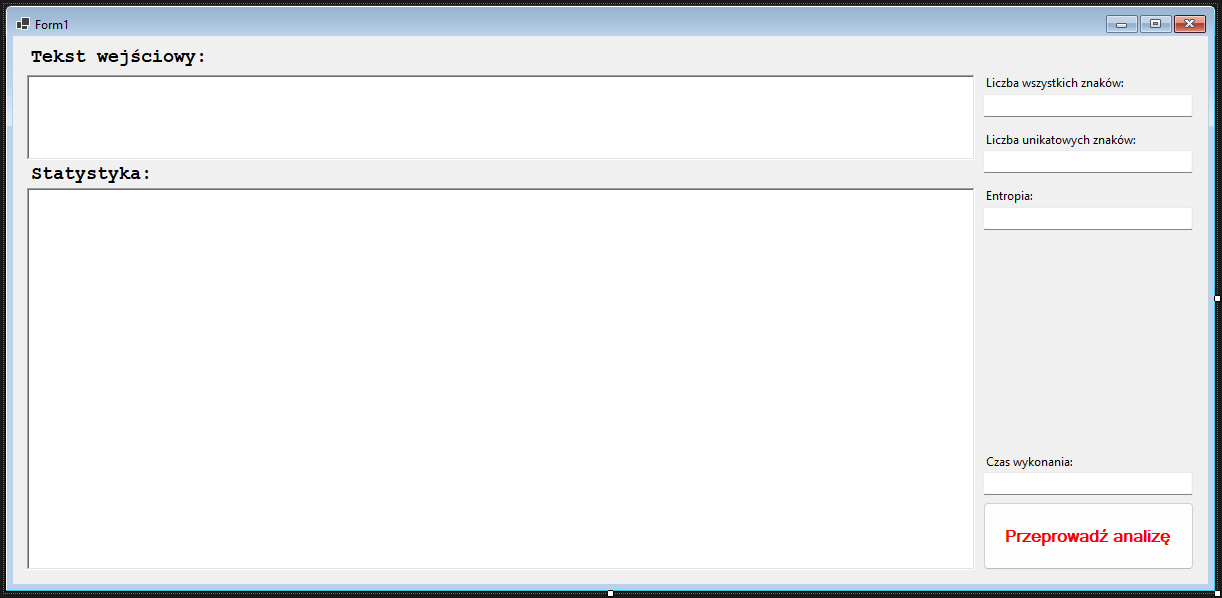 Form1
Tekst wejściowy:
Liczba wszystkich znaków:
Liczba unikatowych znaków:
Statystyka:
Entropia:
Czas wykonania:
Przeprowadź analizę